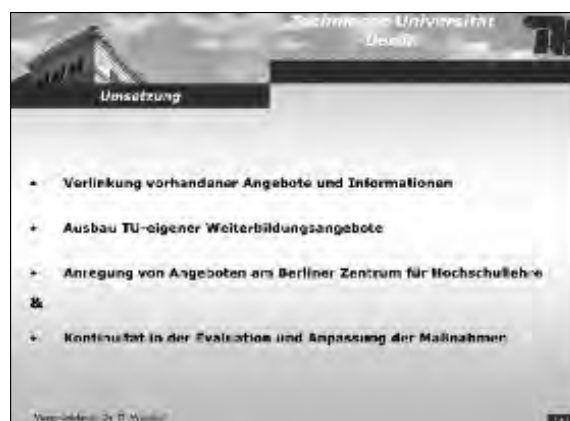 Technische Universität
Berlin
Umsetzung
Verlinkung vorhandener Angebote und Informationen
Ausbau TU-eigener Weiterbildungsangebote
Anregung von Angeboten am Berliner Zentrum für Hochschullehre
&
Kontinuität in der Evaluation und Anpassung der Maßnahmen